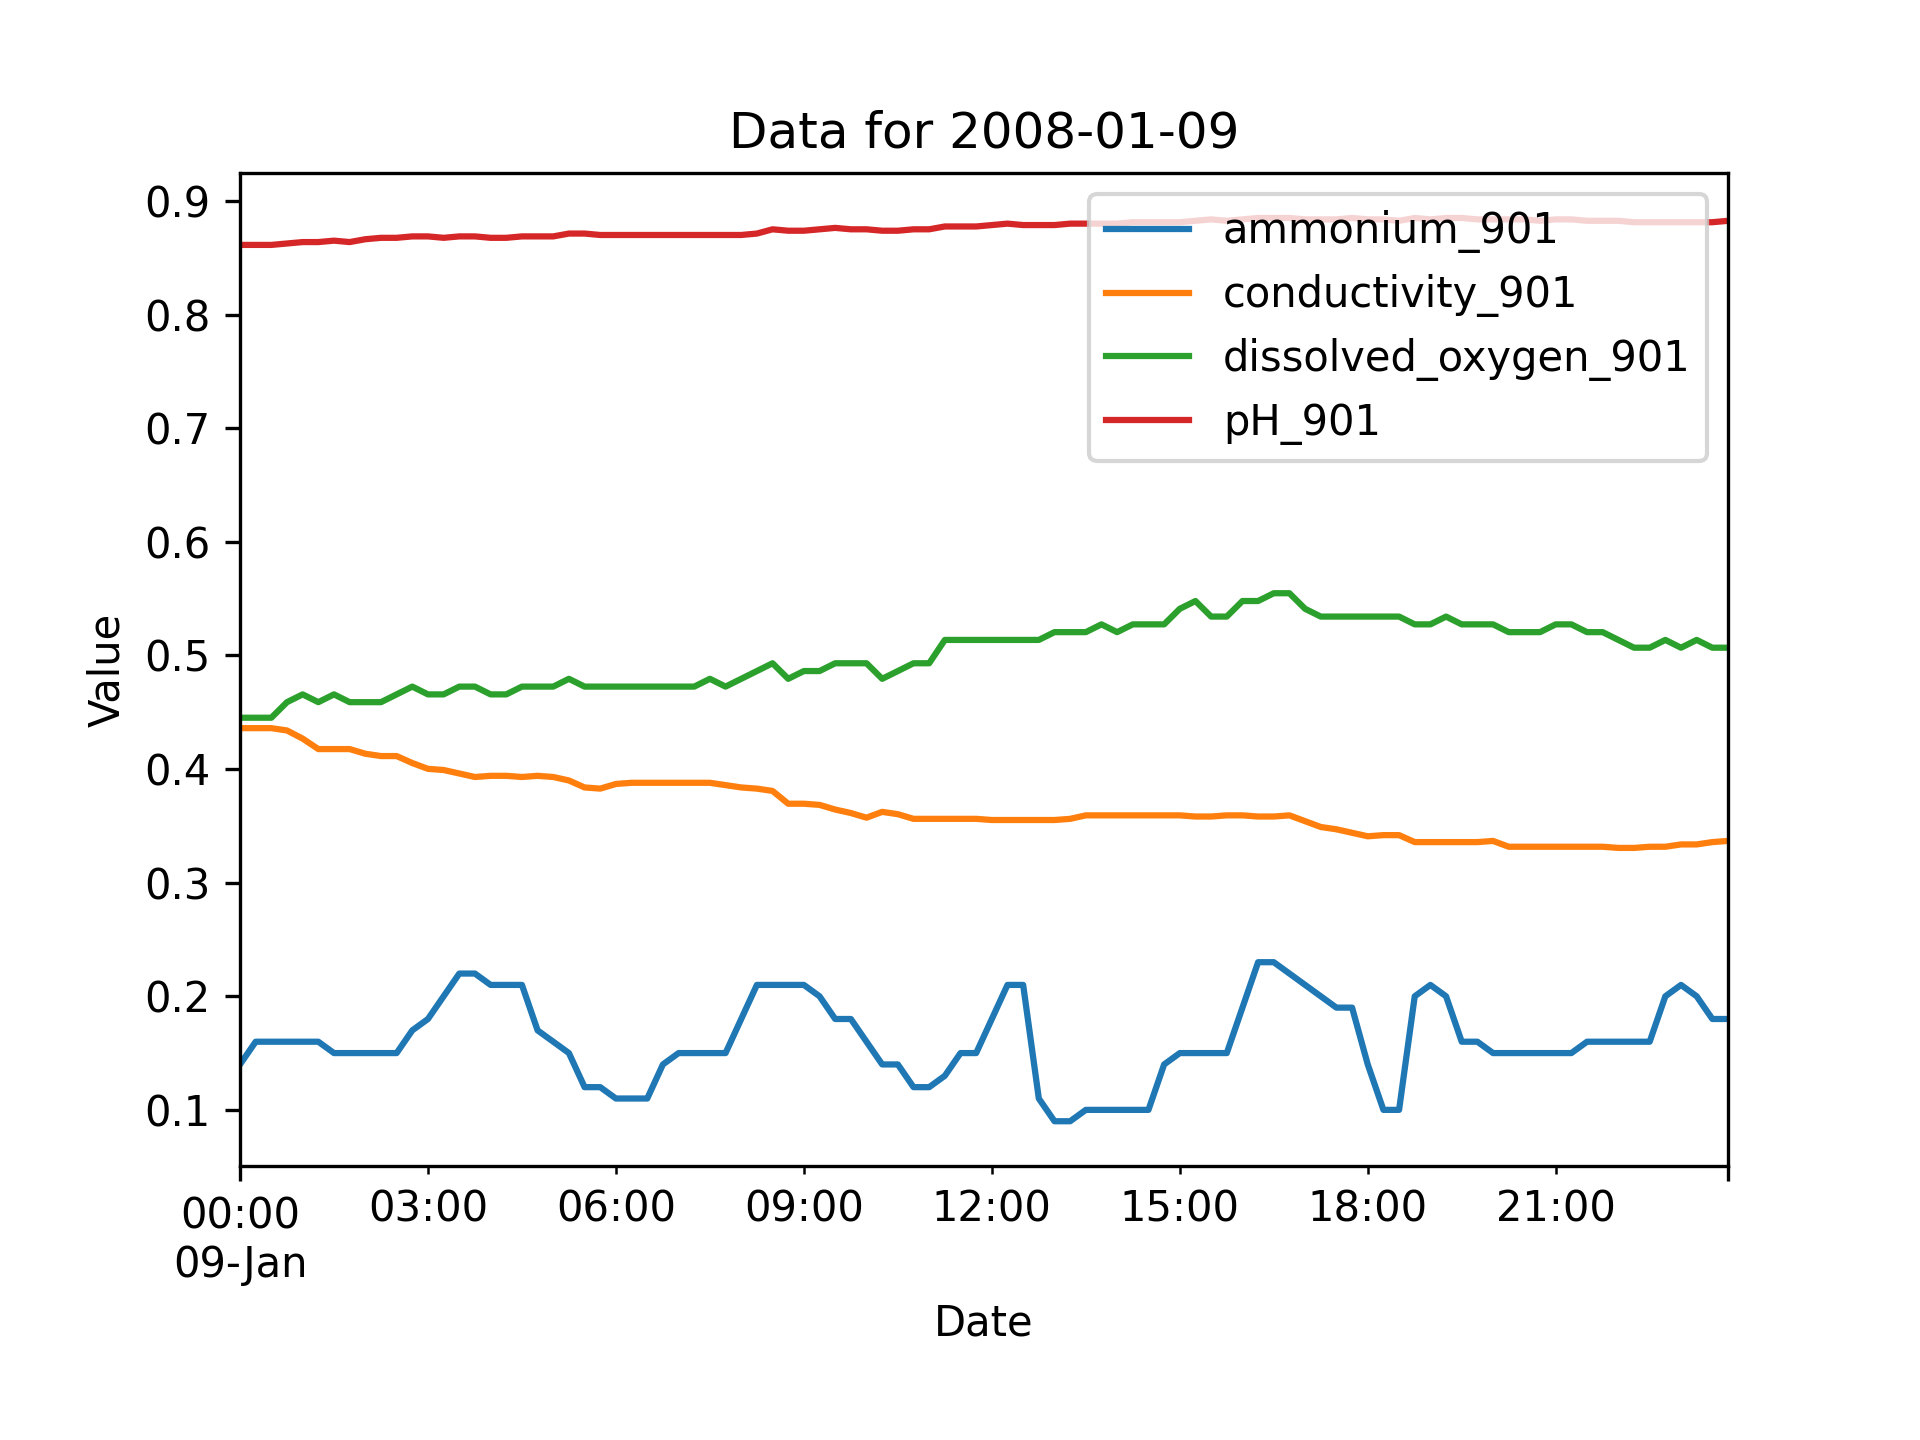 Data for 2008-01-09
0.9
0.8
0.7
0.6
0.5
0.4
0.3
0.2
0.1
Value
ammonium_901
conductivity_901
dissolved_oxygen_901
pH_901
00:00 03:00 06:00 09:00 12:00 15:00 18:00 21:00
09-Jan
Date